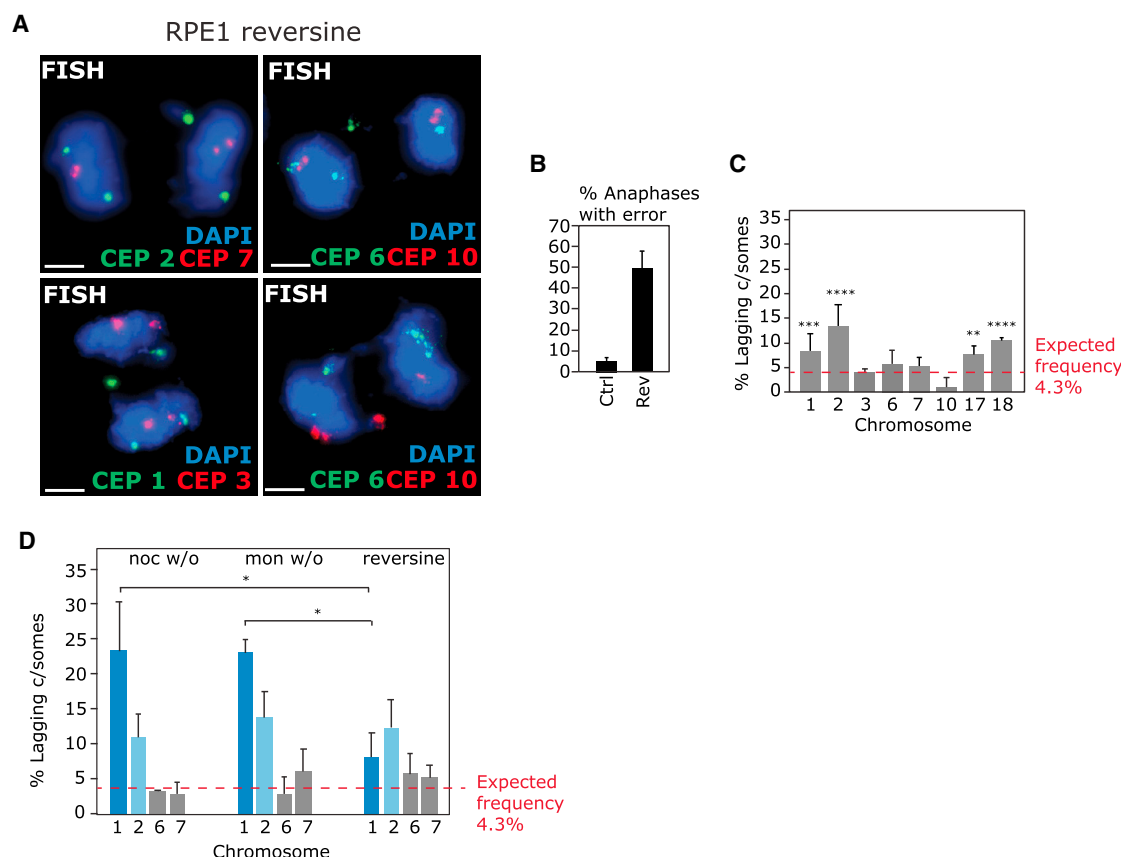 A
RPE1 reversine
FISH
DAPI
CEP 2 CEP 7
FISH
DAPI
CEP 6 CEP 10
FISH
DAPI
CEP 1 CEP 3
FISH
DAPI
CEP 6 CEP 10
B
% Anaphases
with error
70
60
50
40
30
20
10
0
Ctrl
Rev
C
% Lagging c/somes
35
30
25
20
15
10
5
0
***
****
**
****
Expected
frequency
4.3%
1 2 3 6 7 10 17 18
Chromosome
D
noc w/o mon w/o reversine
% Lagging c/somes
35
30
25
20
15
10
5
0
*
*
Expected
frequency
4.3%
1 2 6 7 1 2 6 7 1 2 6 7
Chromosome